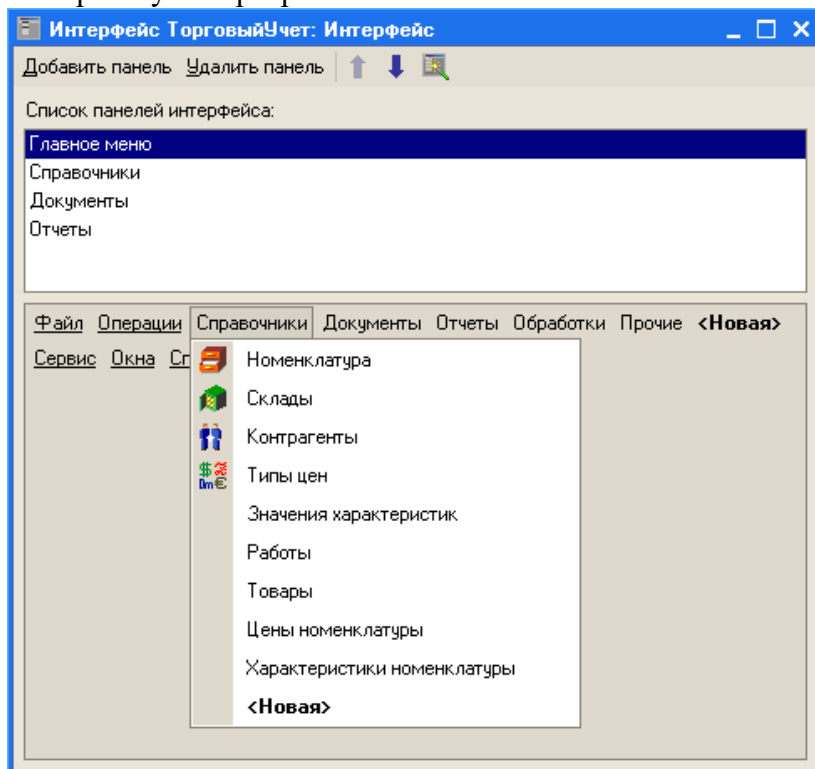 Интерфейс ТорговыйУчет: Интерфейс
Добавить панель Удалить панель
Список панелей интерфейса:
Главное меню
Справочники
Документы
Отчеты
Файл Операции Справочники Документы Отчеты Обработки Прочие <Новая>
Сервис Окна
Номенклатура
Склады
Контрагенты
Типы цен
Значения характеристик
Работы
Товары
Цены номенклатуры
Характеристики номенклатуры
<Новая>